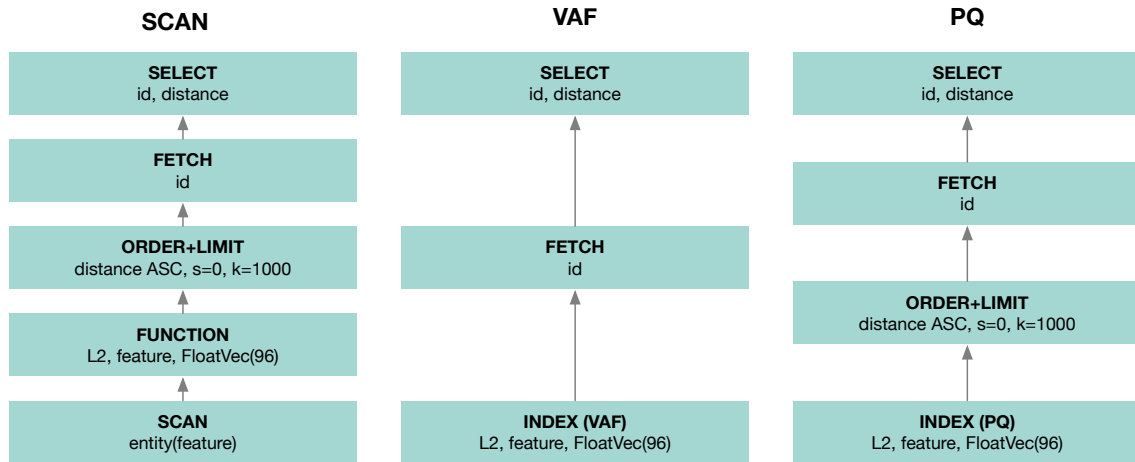 SCAN
SELECT
id, distance
FETCH
id
ORDER+LIMIT
distance ASC, s=0, k=1000
FUNCTION
L2, feature, FloatVec(96)
SCAN
entity(feature)
VAF
SELECT
id, distance
FETCH
id
INDEX (VAF)
L2, feature, FloatVec(96)
PQ
SELECT
id, distance
FETCH
id
ORDER+LIMIT
distance ASC, s=0, k=1000
INDEX (PQ)
L2, feature, FloatVec(96)